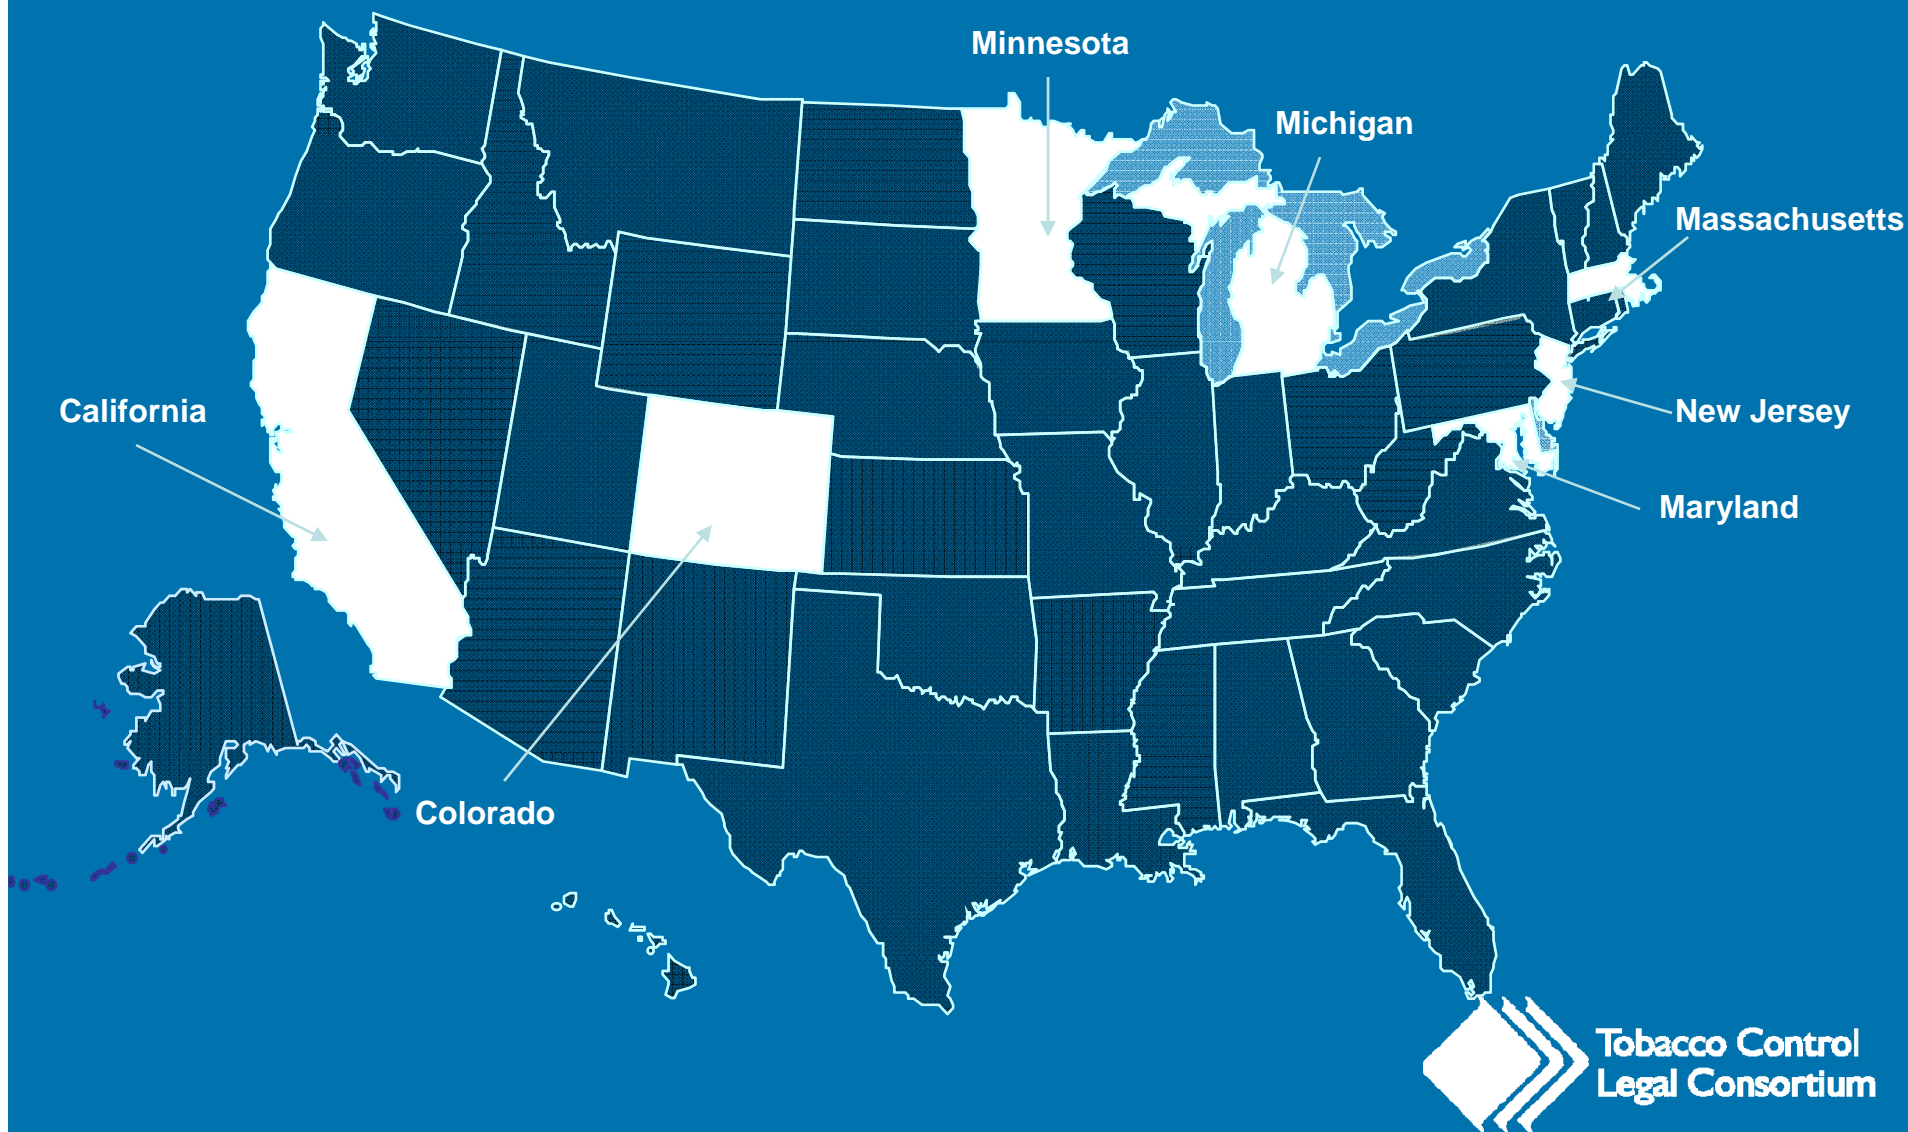 Minnesota
Michigan
Massachusetts
California
New Jersey
Maryland
Colorado
Tobacco Control
Legal Consortium